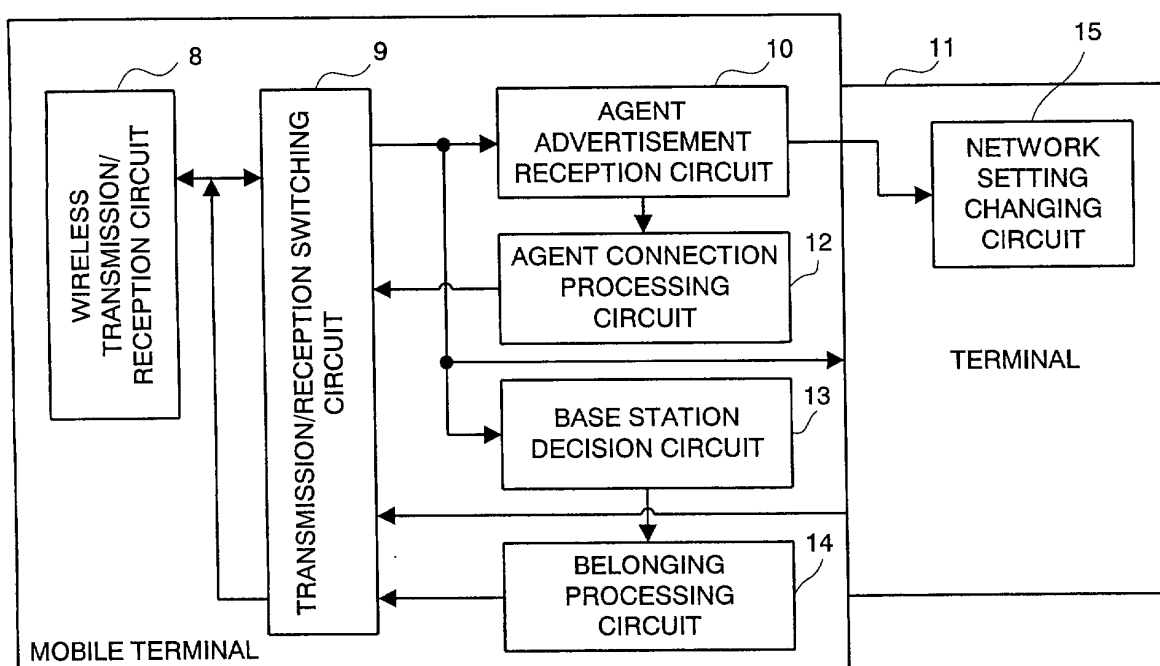 8
9
10
11
15
WIRELESS
TRANSMISSION/
RECEPTION CIRCUIT
TRANSMISSION/RECEPTION SWITCHING
CIRCUIT
AGENT
ADVERTISEMENT
RECEPTION CIRCUIT
NETWORK
SETTING
CHANGING
CIRCUIT
12
AGENT CONNECTION
PROCESSING
CIRCUIT
TERMINAL
13
BASE STATION
DECISION CIRCUIT
14
BELONGING
PROCESSING
CIRCUIT
MOBILE TERMINAL